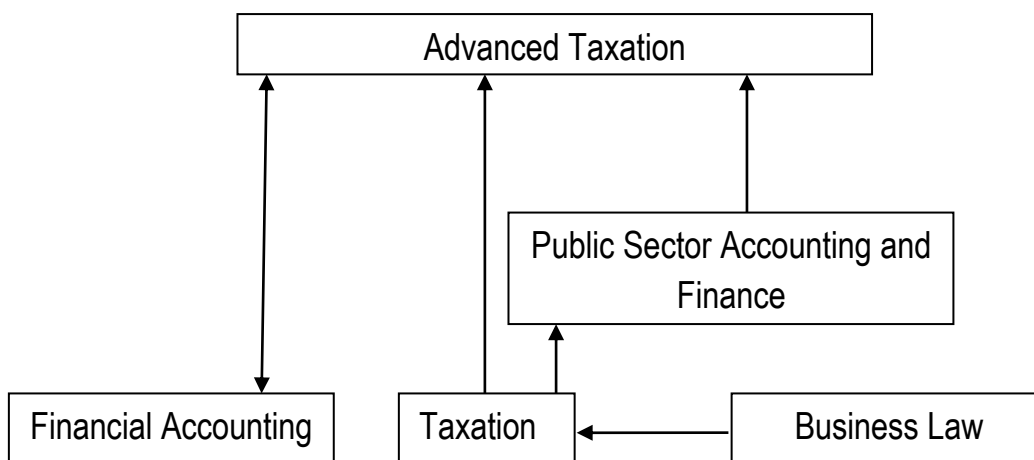 Advanced Taxation
Public Sector Accounting and
Finance
Financial Accounting
Taxation
Business Law